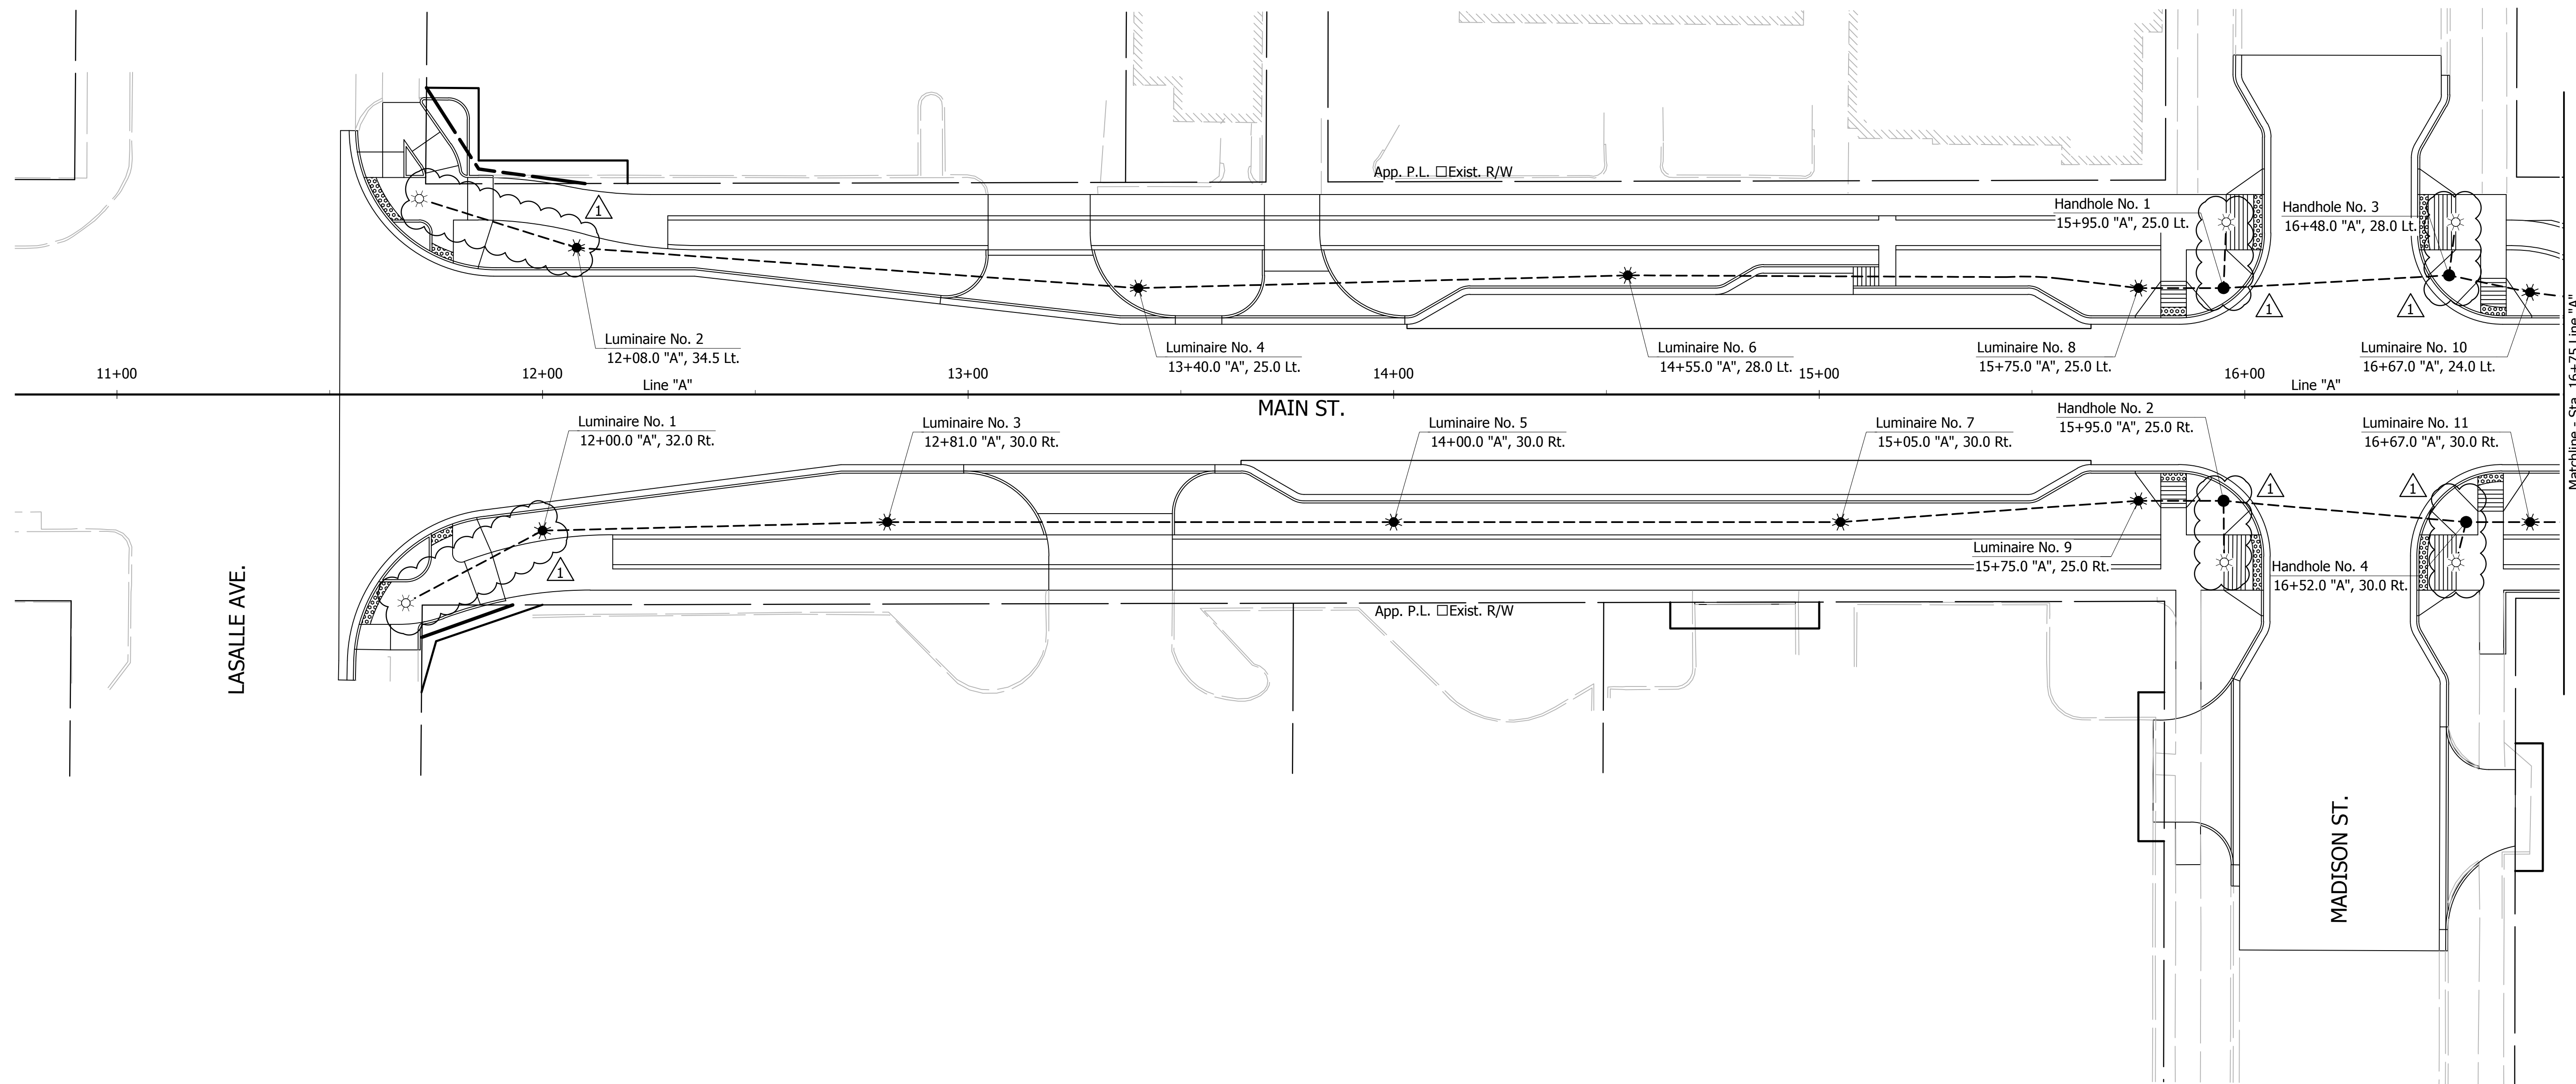 App. P.L. □Exist. R/W
1
Handhole No. 1
15+95.0 "A", 25.0 Lt.
Handhole No. 3
16+48.0 "A", 28.0 Lt.
1
1
Luminaire No. 2
12+08.0 "A", 34.5 Lt.
Luminaire No. 4
13+40.0 "A", 25.0 Lt.
Luminaire No. 6
14+55.0 "A", 28.0 Lt.
Luminaire No. 8
15+75.0 "A", 25.0 Lt.
Luminaire No. 10
16+67.0 "A", 24.0 Lt.
11+00
12+00
13+00
14+00
15+00
16+00
Line "A"
Line "A"
MAIN ST.
Matchline - Sta. 16+75 Line "A"
Luminaire No. 1
12+00.0 "A", 32.0 Rt.
Luminaire No. 3
12+81.0 "A", 30.0 Rt.
Luminaire No. 5
14+00.0 "A", 30.0 Rt.
Luminaire No. 7
15+05.0 "A", 30.0 Rt.
Handhole No. 2
15+95.0 "A", 25.0 Rt.
Luminaire No. 11
16+67.0 "A", 30.0 Rt.
1
1
1
Luminaire No. 9
15+75.0 "A", 25.0 Rt.
Handhole No. 4
16+52.0 "A", 30.0 Rt.
App. P.L. □Exist. R/W
LASALLE AVE.
MADISON ST.